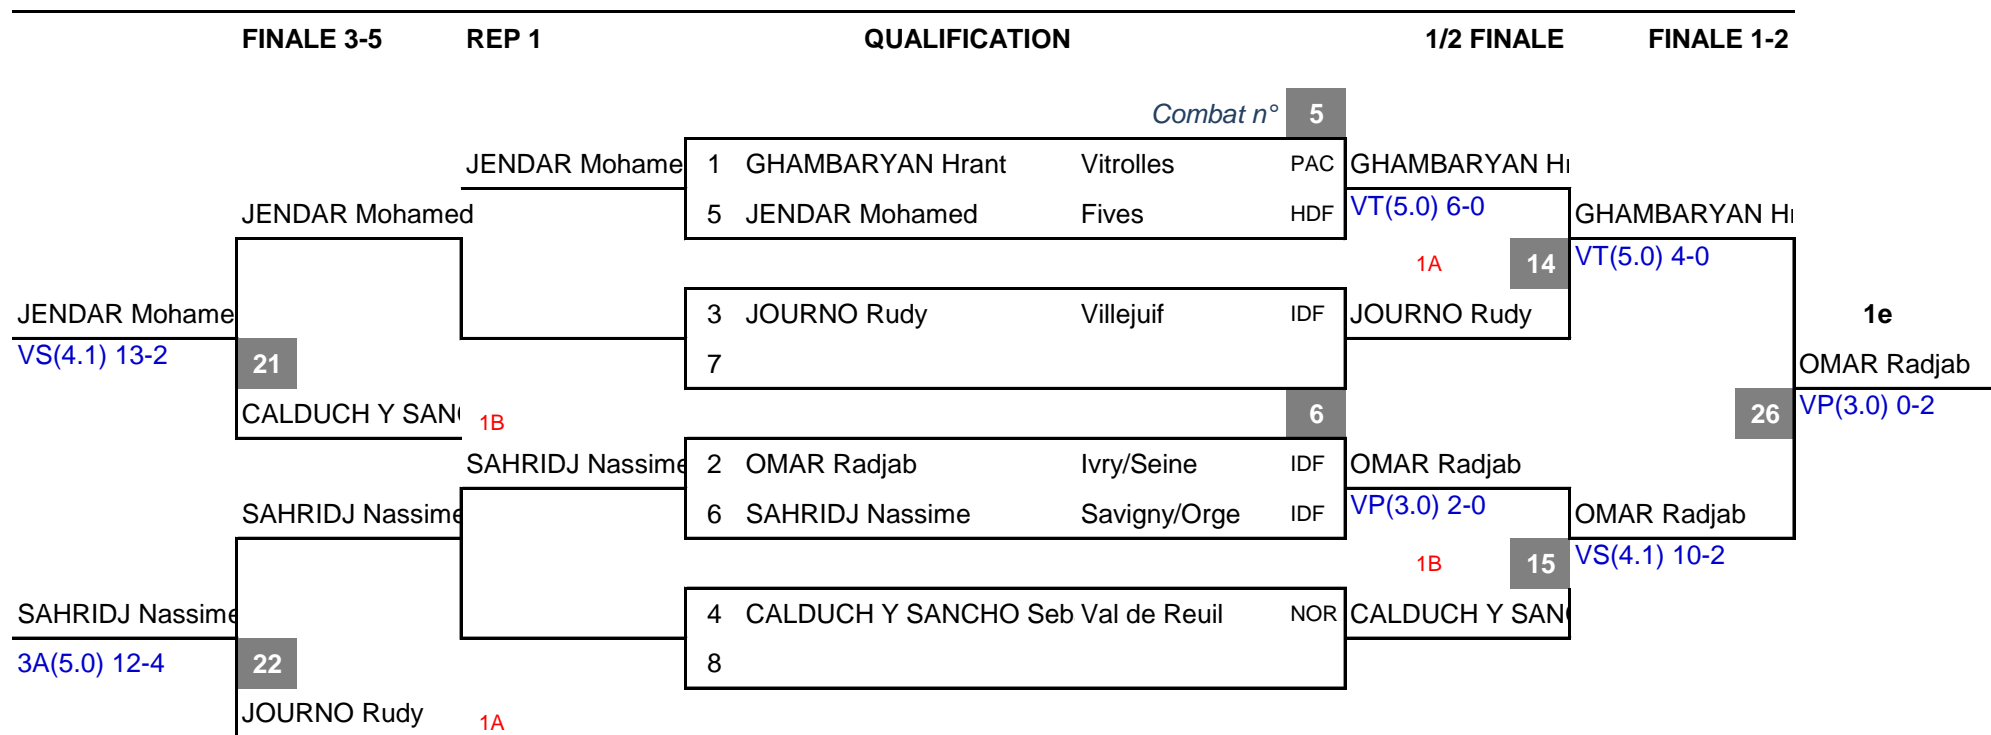 FINALE 3-5 REP 1 QUALIFICATION 1/2 FINALE FINALE 1-2
Combat n° 5
JENDAR Mohame 1 GHAMBARYAN Hrant Vitrolles PAC GHAMBARYAN H
JENDAR Mohamed 5 JENDAR Mohamed Fives HDF VT(5.0) 6-0 GHAMBARYAN H
1A 14 VT(5.0) 4-0
JENDAR Mohame 3 JOURNO Rudy Villejuif IDF JOURNO Rudy 1e
VS(4.1) 13-2 21 7 OMAR Radjab
CALDUCH Y SAN 1B 6 26 VP(3.0) 0-2
SAHRIDJ Nassime 2 OMAR Radjab Ivry/Seine IDF OMAR Radjab
SAHRIDJ Nassime 6 SAHRIDJ Nassime Savigny/Orge IDF VP(3.0) 2-0 OMAR Radjab
1B 15 VS(4.1) 10-2
SAHRIDJ Nassime 4 CALDUCH Y SANCHO Seb Val de Reuil NOR CALDUCH Y SAN
3A(5.0) 12-4 22 8
JOURNO Rudy 1A